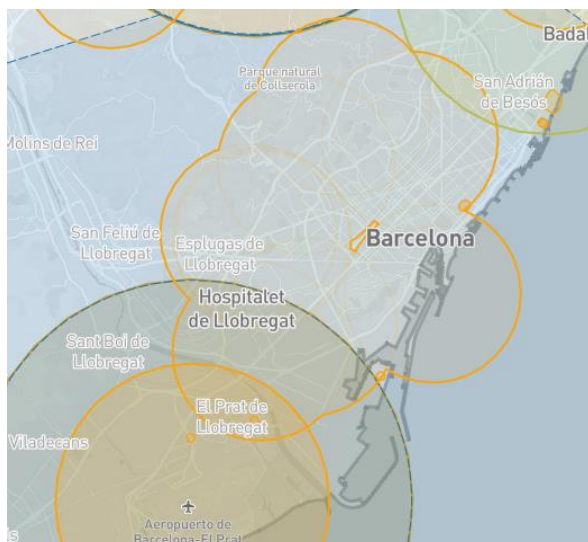 Badal
Parque natural
de Collserola
San Adrián
de Besós
Molins de Rei
San Feliú de
Llobregat
Esplugas de
Llobregat
Barcelona
Hospitalet
de Llobregat
Sant Boi de
Llobregat
El Prat de
Llobregat
Viladecans
Aeropuerto de
Barcelona-El Prat
ls